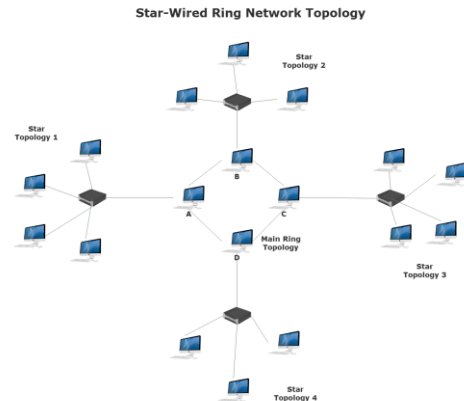 Star-Wired Ring Network Topology
Star
Topology 2
Star
Topology 1
B
A
C
Main Ring
Topology
D
Star
Topology 3
Star
Topology 4